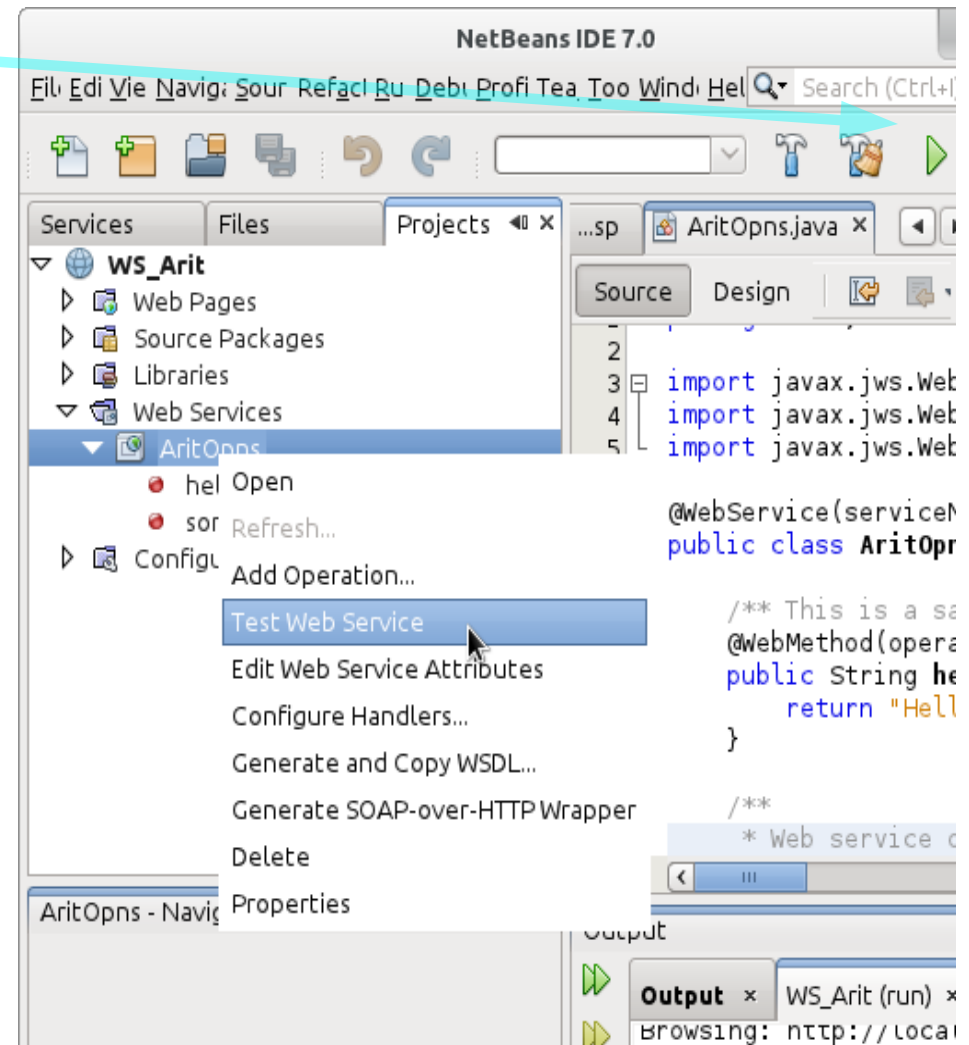 NetBeans IDE 7.0
Fil Edi Vie Navig Sour Refacl Ru Debu Profi Tea Too Wind Hel Search (Ctrl+I)
Services Files Projects ...sp AritOpns.java
WS_Arit
Source Design
Web Pages
Source Packages
2
Libraries
3 import javax.jws.Web
Web Services
4 import javax.jws.Web
AritOpns
5 import javax.jws.Web
hel
Open
sor
Refresh...
@WebService(serviceN
Configu
public class AritOpn
Add Operation...
/** This is a sa
Test Web Service
@WebMethod(opera
Edit Web Service Attributes
public String he
Configure Handlers...
return "Hell
}
Generate and Copy WSDL...
Generate SOAP-over-HTTP Wrapper
/**
* Web service o
Delete
Properties
AritOpns - Navig
Output
Output WS_Arit (run)
Browsing: http://loca